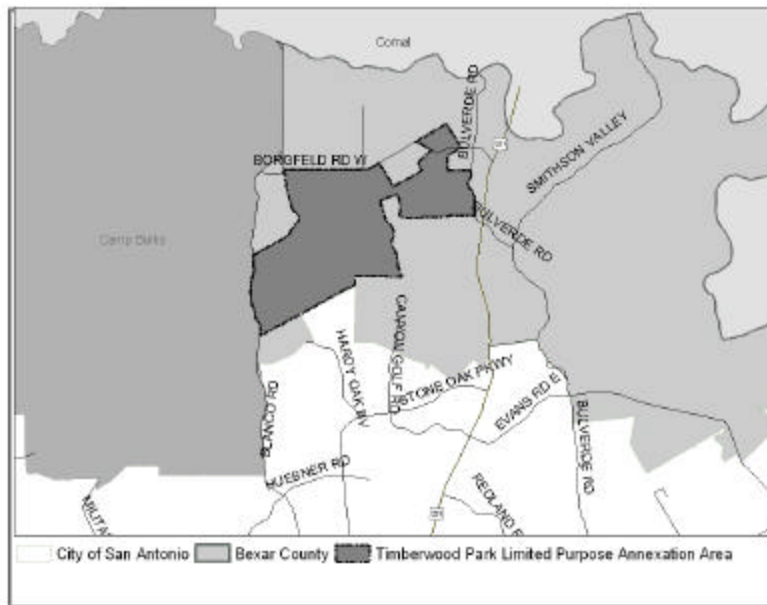 Comal
BULVERDE RD
BORGFELD RD W
SMITHSON VALLEY
Camp Bullis
BULVERDE RD
CANYON GOLF RD
HARDY OAK BV
STONE OAK PKWY
EVANS RD E
BLANCO RD
BULVERDE RD
HUEBNER RD
REDLAND R
MILITA
City of San Antonio
Bexar County
Timberwood Park Limited Purpose Annexation Area